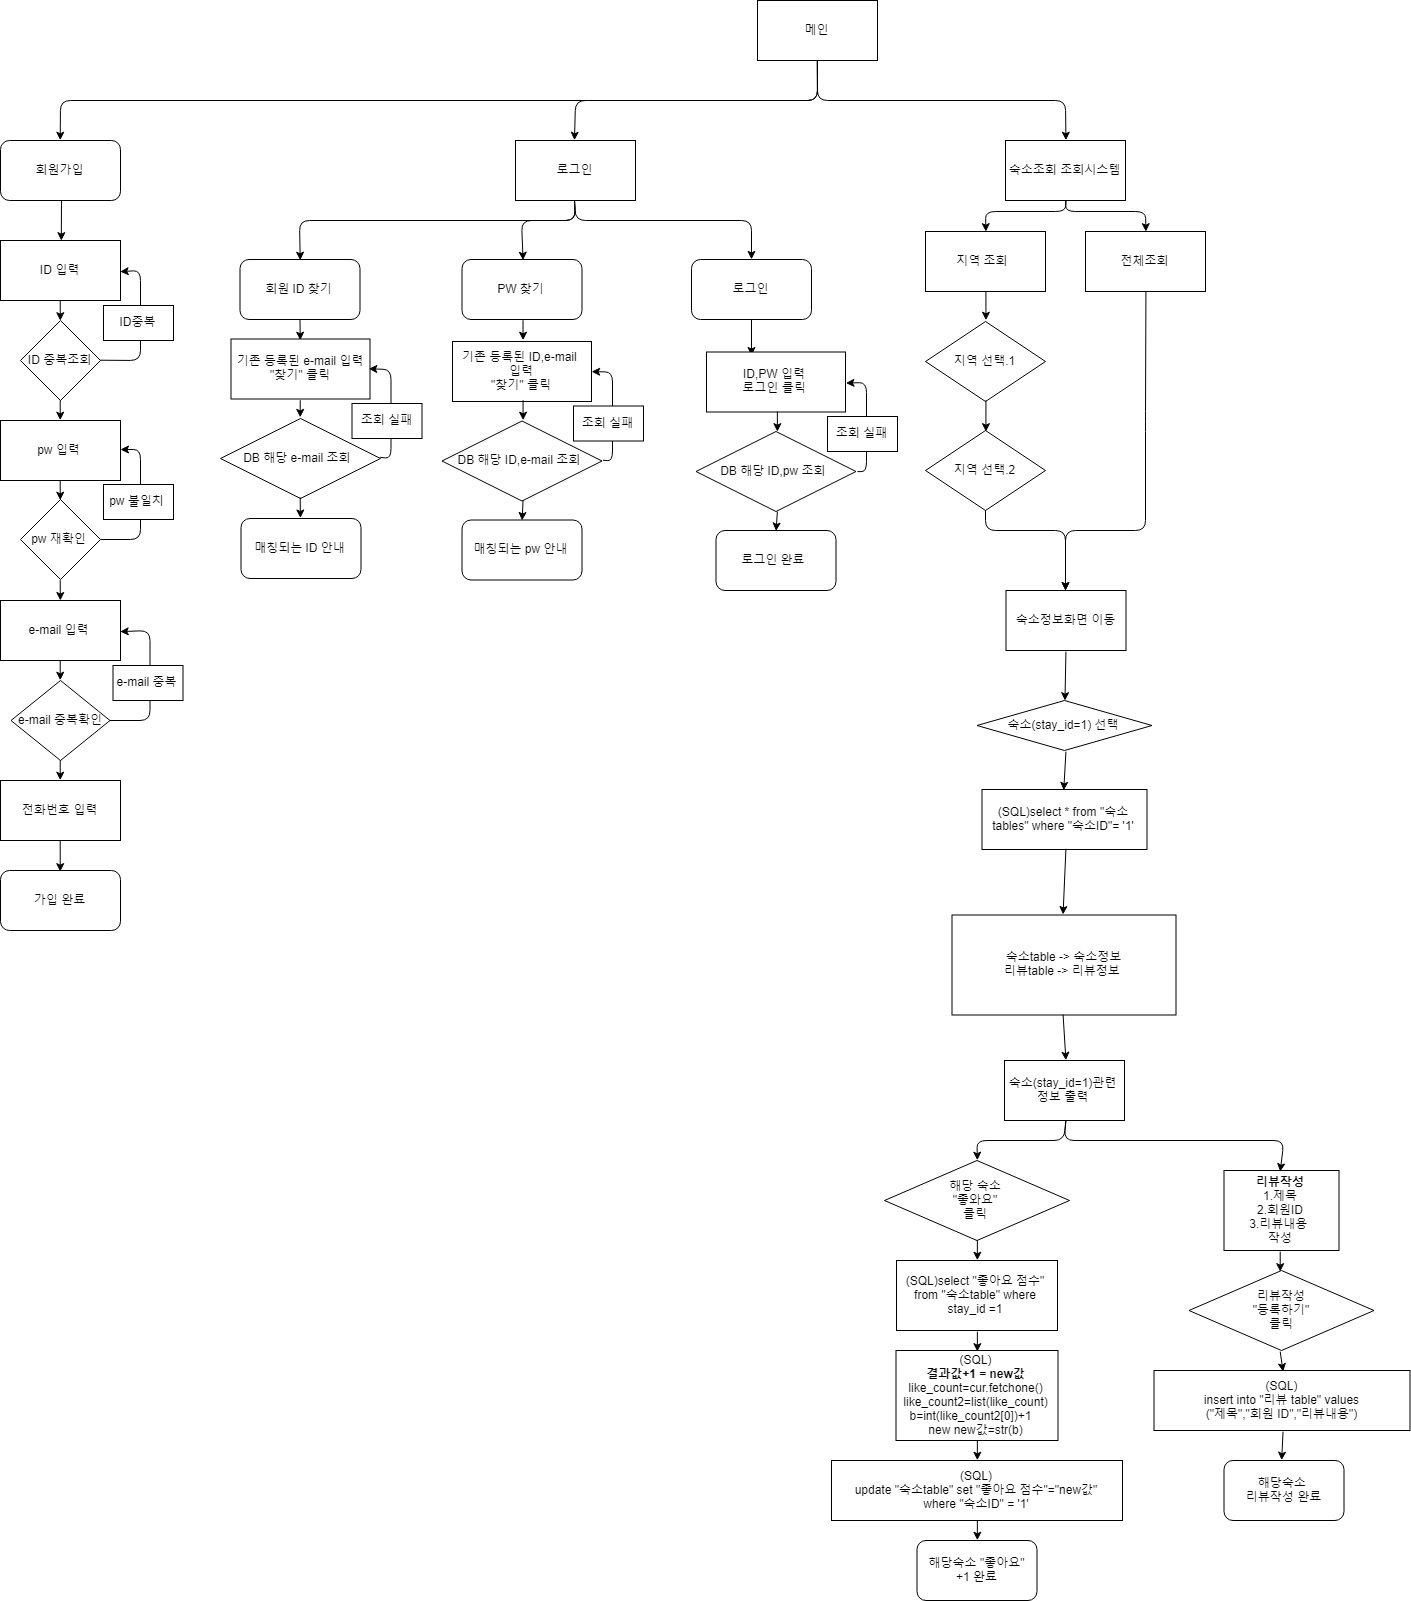 메인
회원가입
로그인
숙소조회 조회시스템
ID 입력
ID중복
ID 중복조회
pw 입력
pw 불일치
pw 재확인
e-mail 입력
e-mail 중복
e-mail 중복확인
전화번호 입력
가입 완료
회원 ID 찾기
기존 등록된 e-mail 입력
"찾기" 클릭
조회 실패
DB 해당 e-mail 조회
매칭되는 ID 안내
PW 찾기
기존 등록된 ID,e-mail
입력
"찾기" 클릭
조회 실패
DB 해당 ID,e-mail 조회
매칭되는 pw 안내
로그인
ID,PW 입력
로그인 클릭
조회 실패
DB 해당 ID,pw 조회
로그인 완료
지역 조회
전체조회
지역 선택.1
지역 선택.2
숙소정보화면 이동
숙소(stay_id=1) 선택
(SQL)select * from "숙소
tables" where "숙소ID"= '1'
숙소table -> 숙소정보
리뷰table -> 리뷰정보
숙소(stay_id=1)관련
정보 출력
해당 숙소
"좋와요"
클릭
(SQL)select "좋아요 점수"
from "숙소table" where
stay_id =1
(SQL)
결과값+1 = new값
like_count=cur.fetchone()
like_count2=list(like_count)
b=int(like_count2[0])+1
new new값=str(b)
(SQL)
update "숙소table" set "좋아요 점수"="new값"
where "숙소ID" = '1'
해당숙소 "좋아요"
+1 완료
리뷰작성
1.제목
2.회원ID
3.리뷰내용
작성
리뷰작성
"등록하기"
클릭
(SQL)
insert into "리뷰 table" values
("제목","회원 ID","리뷰내용")
해당숙소
리뷰작성 완료